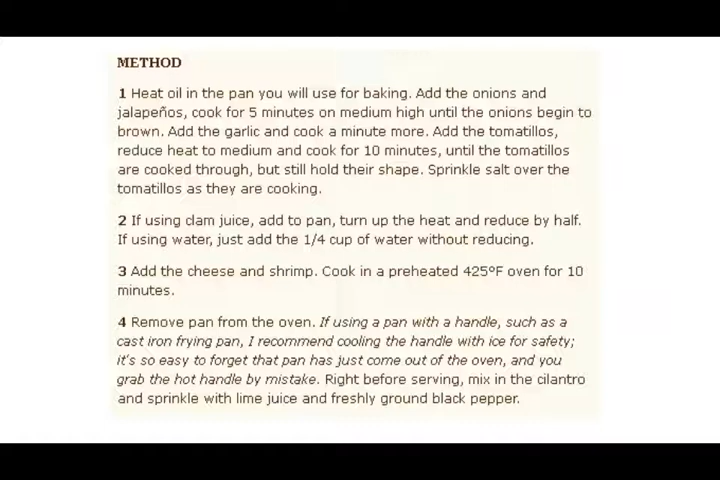 METHOD
1 Heat oil in the pan you will use for baking. Add the onions and
jalapeños, cook for 5 minutes on medium high until the onions begin to
brown. Add the garlic and cook a minute more. Add the tomatillos,
reduce heat to medium and cook for 10 minutes, until the tomatillos
are cooked through, but still hold their shape. Sprinkle salt over the
tomatillos as they are cooking.
2 If using clam juice, add to pan, turn up the heat and reduce by half.
If using water, just add the 1/4 cup of water without reducing.
3 Add the cheese and shrimp. Cook in a preheated 425°F oven for 10
minutes.
4 Remove pan from the oven. If using a pan with a handle, such as a
cast iron frying pan, I recommend cooling the handle with ice for safety;
it's so easy to forget that pan has just come out of the oven, and you
grab the hot handle by mistake. Right before serving, mix in the cilantro
and sprinkle with lime juice and freshly ground black pepper.